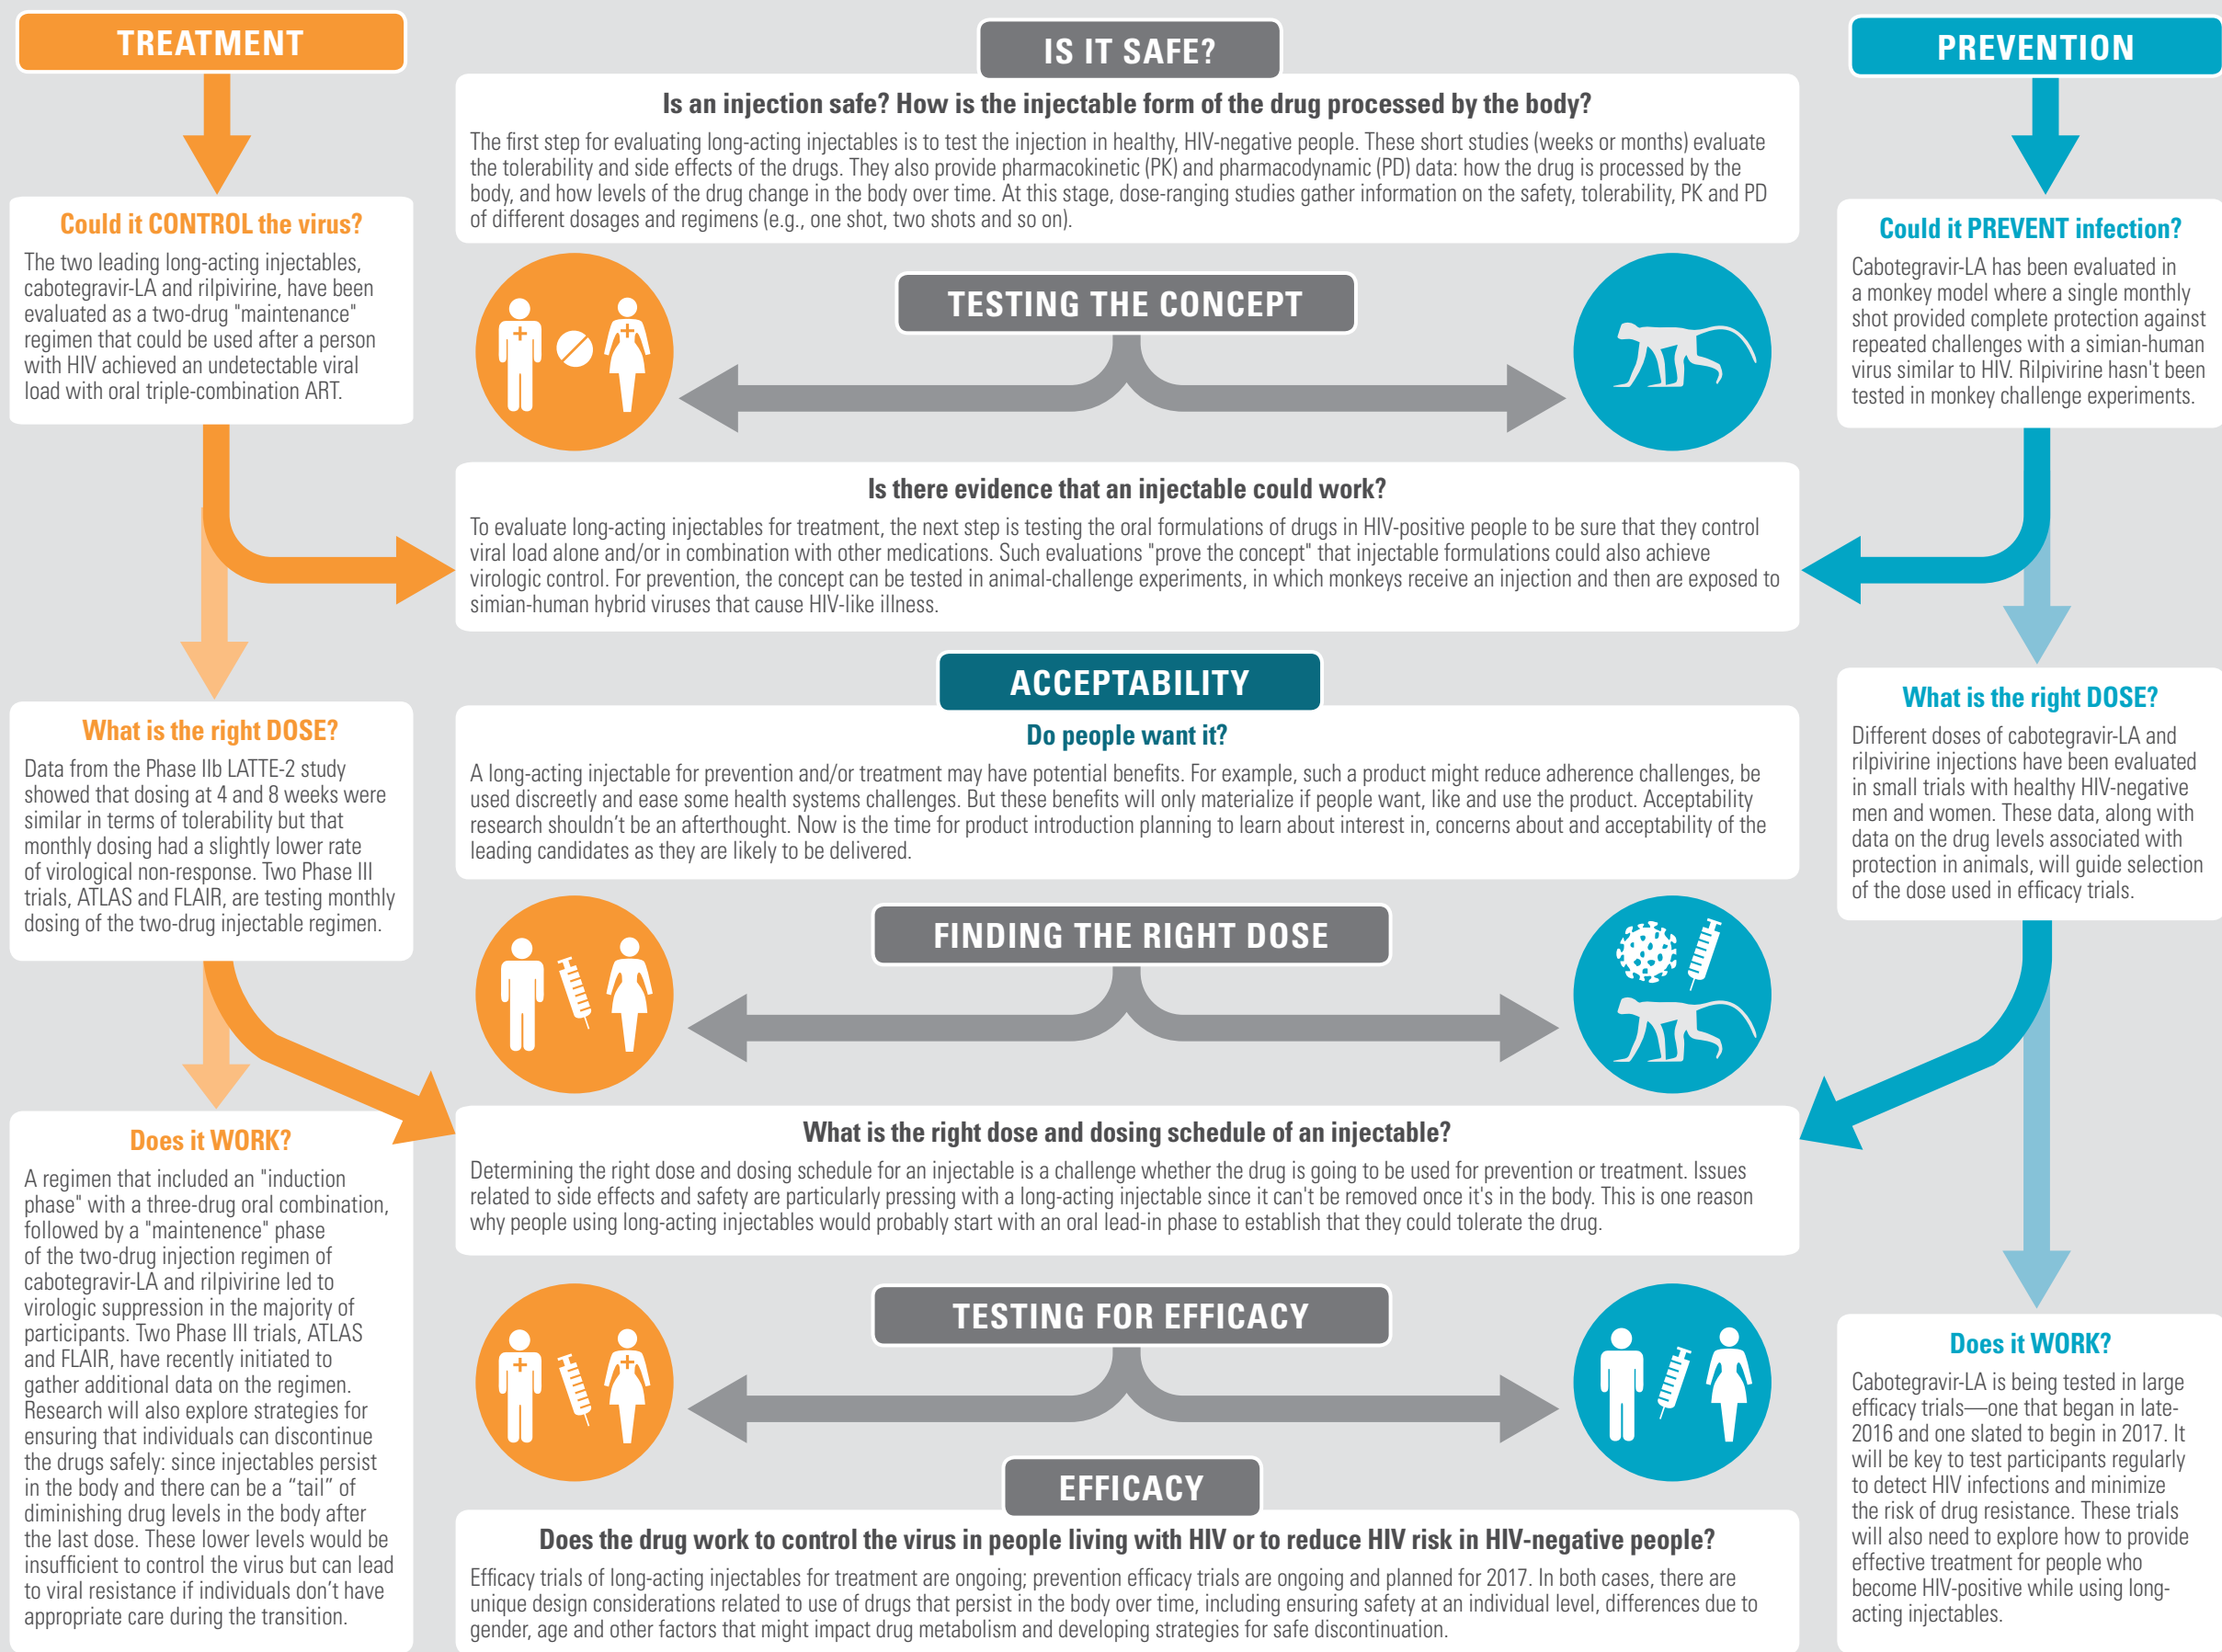 TREATMENT
IS IT SAFE?
PREVENTION
Is an injection safe? How is the injectable form of the drug processed by the body?
The first step for evaluating long-acting injectables is to test the injection in healthy, HIV-negative people. These short studies (weeks or months) evaluate
the tolerability and side effects of the drugs. They also provide pharmacokinetic (PK) and pharmacodynamic (PD) data: how the drug is processed by the
body, and how levels of the drug change in the body over time. At this stage, dose-ranging studies gather information on the safety, tolerability, PK and PD
of different dosages and regimens (e.g., one shot, two shots and so on).
Could it CONTROL the virus?
The two leading long-acting injectables,
cabotegravir-LA and rilpivirine, have been
evaluated as a two-drug "maintenance"
regimen that could be used after a person
with HIV achieved an undetectable viral
load with oral triple-combination ART.
TESTING THE CONCEPT
Could it PREVENT infection?
Cabotegravir-LA has been evaluated in
a monkey model where a single monthly
shot provided complete protection against
repeated challenges with a simian-human
virus similar to HIV. Rilpivirine hasn't been
tested in monkey challenge experiments.
Is there evidence that an injectable could work?
To evaluate long-acting injectables for treatment, the next step is testing the oral formulations of drugs in HIV-positive people to be sure that they control
viral load alone and/or in combination with other medications. Such evaluations "prove the concept" that injectable formulations could also achieve
virologic control. For prevention, the concept can be tested in animal-challenge experiments, in which monkeys receive an injection and then are exposed to
simian-human hybrid viruses that cause HIV-like illness.
ACCEPTABILITY
Do people want it?
A long-acting injectable for prevention and/or treatment may have potential benefits. For example, such a product might reduce adherence challenges, be
used discreetly and ease some health systems challenges. But these benefits will only materialize if people want, like and use the product. Acceptability
research shouldn’t be an afterthought. Now is the time for product introduction planning to learn about interest in, concerns about and acceptability of the
leading candidates as they are likely to be delivered.
What is the right DOSE?
Data from the Phase IIb LATTE-2 study
showed that dosing at 4 and 8 weeks were
similar in terms of tolerability but that
monthly dosing had a slightly lower rate
of virological non-response. Two Phase III
trials, ATLAS and FLAIR, are testing monthly
dosing of the two-drug injectable regimen.
What is the right DOSE?
Different doses of cabotegravir-LA and
rilpivirine injections have been evaluated
in small trials with healthy HIV-negative
men and women. These data, along with
data on the drug levels associated with
protection in animals, will guide selection
of the dose used in efficacy trials.
FINDING THE RIGHT DOSE
What is the right dose and dosing schedule of an injectable?
Determining the right dose and dosing schedule for an injectable is a challenge whether the drug is going to be used for prevention or treatment. Issues
related to side effects and safety are particularly pressing with a long-acting injectable since it can't be removed once it's in the body. This is one reason
why people using long-acting injectables would probably start with an oral lead-in phase to establish that they could tolerate the drug.
Does it WORK?
A regimen that included an "induction
phase" with a three-drug oral combination,
followed by a "maintenence" phase
of the two-drug injection regimen of
cabotegravir-LA and rilpivirine led to
virologic suppression in the majority of
participants. Two Phase III trials, ATLAS
and FLAIR, have recently initiated to
gather additional data on the regimen.
Research will also explore strategies for
ensuring that individuals can discontinue
the drugs safely: since injectables persist
in the body and there can be a “tail” of
diminishing drug levels in the body after
the last dose. These lower levels would be
insufficient to control the virus but can lead
to viral resistance if individuals don’t have
appropriate care during the transition.
TESTING FOR EFFICACY
Does it WORK?
Cabotegravir-LA is being tested in large
efficacy trials—one that began in late-
2016 and one slated to begin in 2017. It
will be key to test participants regularly
to detect HIV infections and minimize
the risk of drug resistance. These trials
will also need to explore how to provide
effective treatment for people who
become HIV-positive while using long-
acting injectables.
EFFICACY
Does the drug work to control the virus in people living with HIV or to reduce HIV risk in HIV-negative people?
Efficacy trials of long-acting injectables for treatment are ongoing; prevention efficacy trials are ongoing and planned for 2017. In both cases, there are
unique design considerations related to use of drugs that persist in the body over time, including ensuring safety at an individual level, differences due to
gender, age and other factors that might impact drug metabolism and developing strategies for safe discontinuation.